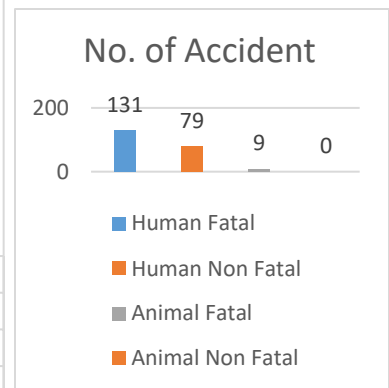 No. of Accident
200
131
79
9
0
0
Human Fatal
Human Non Fatal
Animal Fatal
Animal Non Fatal